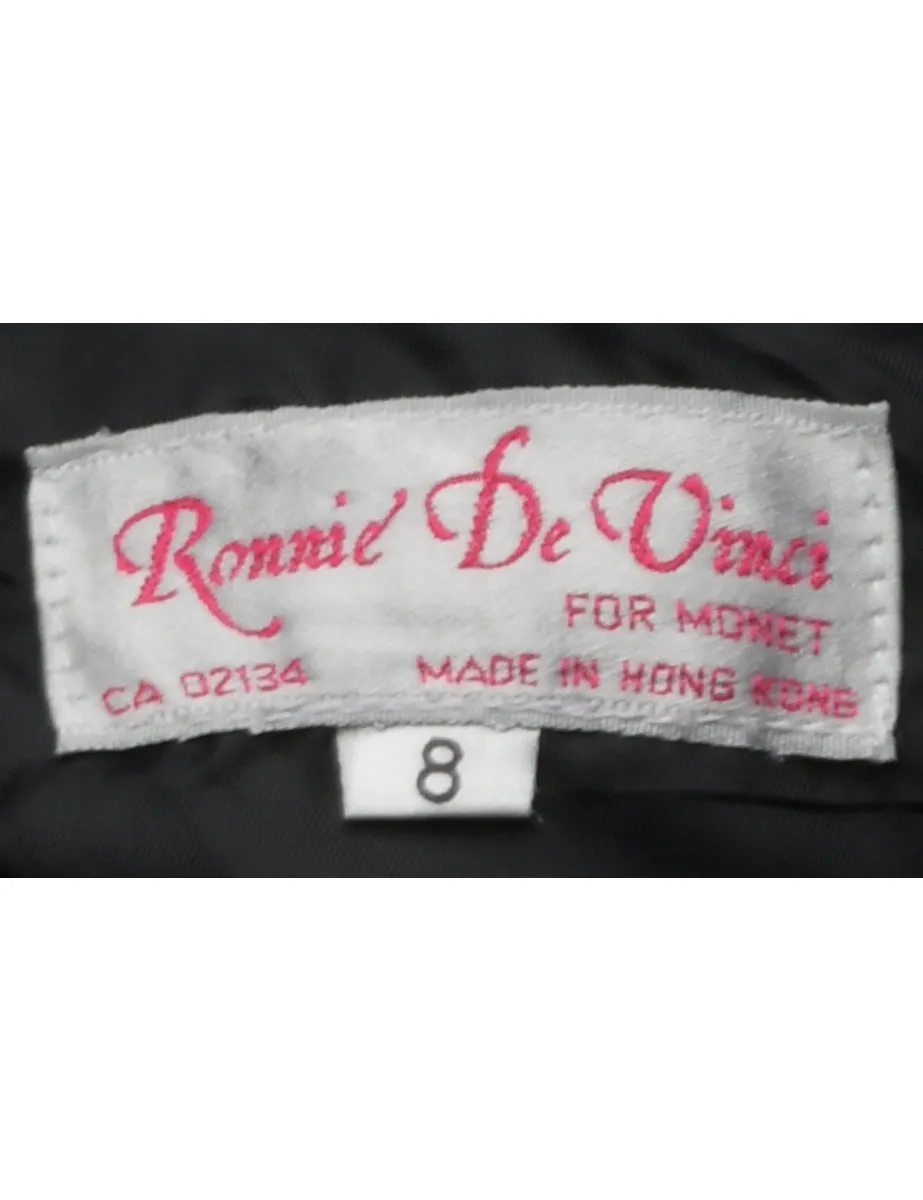 Ronnie De Vinci
FOR MONET
CA 02134 MADE IN HONG KONG
8